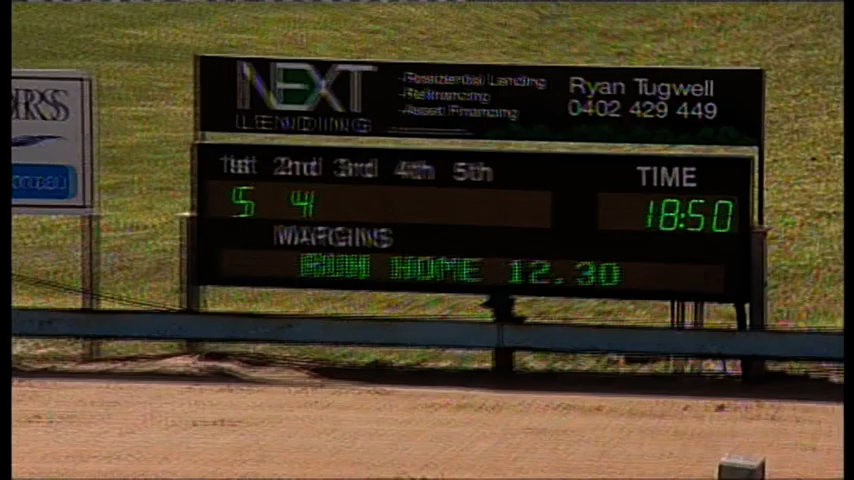 NEXT
LENDING
-Residential Lending
-Refinancing
-Asset Financing
Ryan Tugwell
0402 429 449
1st 2nd 3rd 4th 5th TIME
5 4 18:50
MARGINS
RUN HOME 12.30